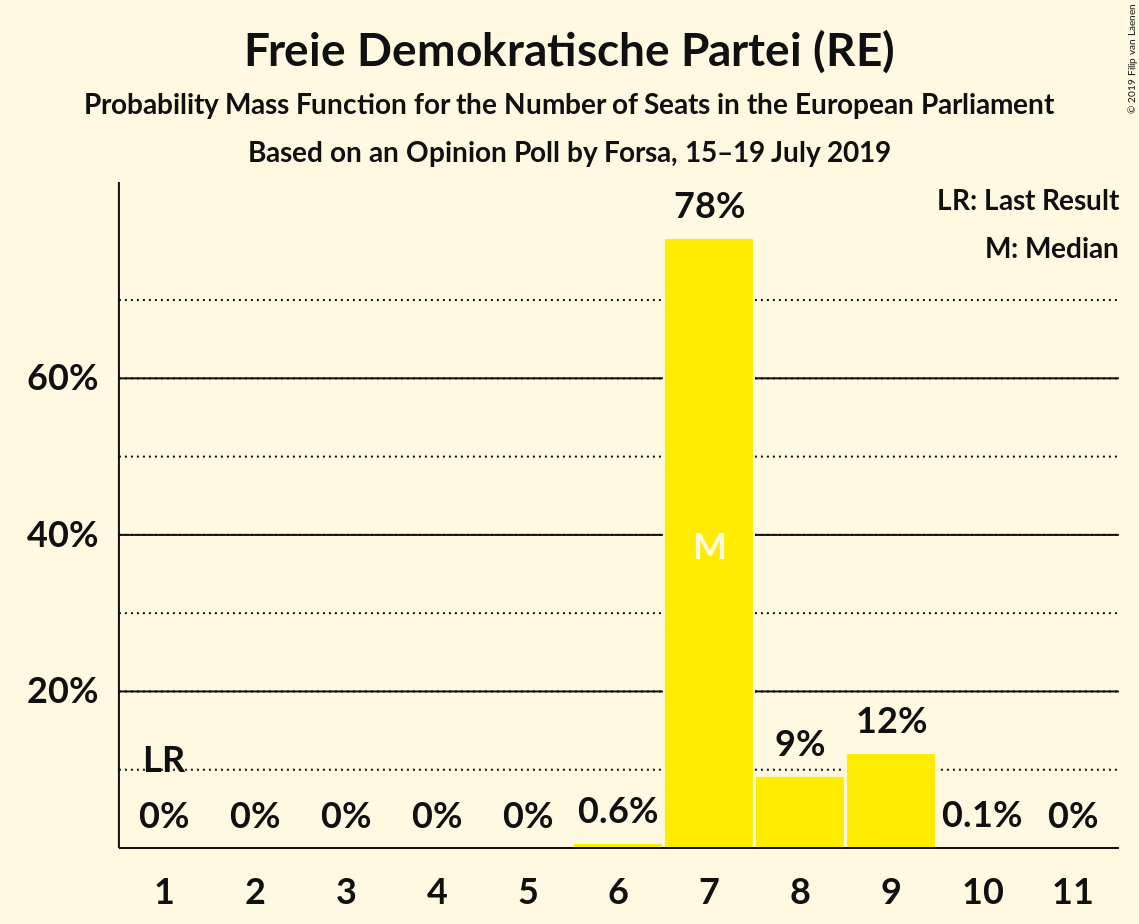 Freie Demokratische Partei (RE)
Probability Mass Function for the Number of Seats in the European Parliament
Based on an Opinion Poll by Forsa, 15–19 July 2019
© 2019 Filip van Laenen
LR: Last Result
M: Median
78%
60%
40%
M
20%
12%
9%
LR
0% 0% 0% 0% 0% 0.6% 0.1% 0%
1 2 3 4 5 6 7 8 9 10 11